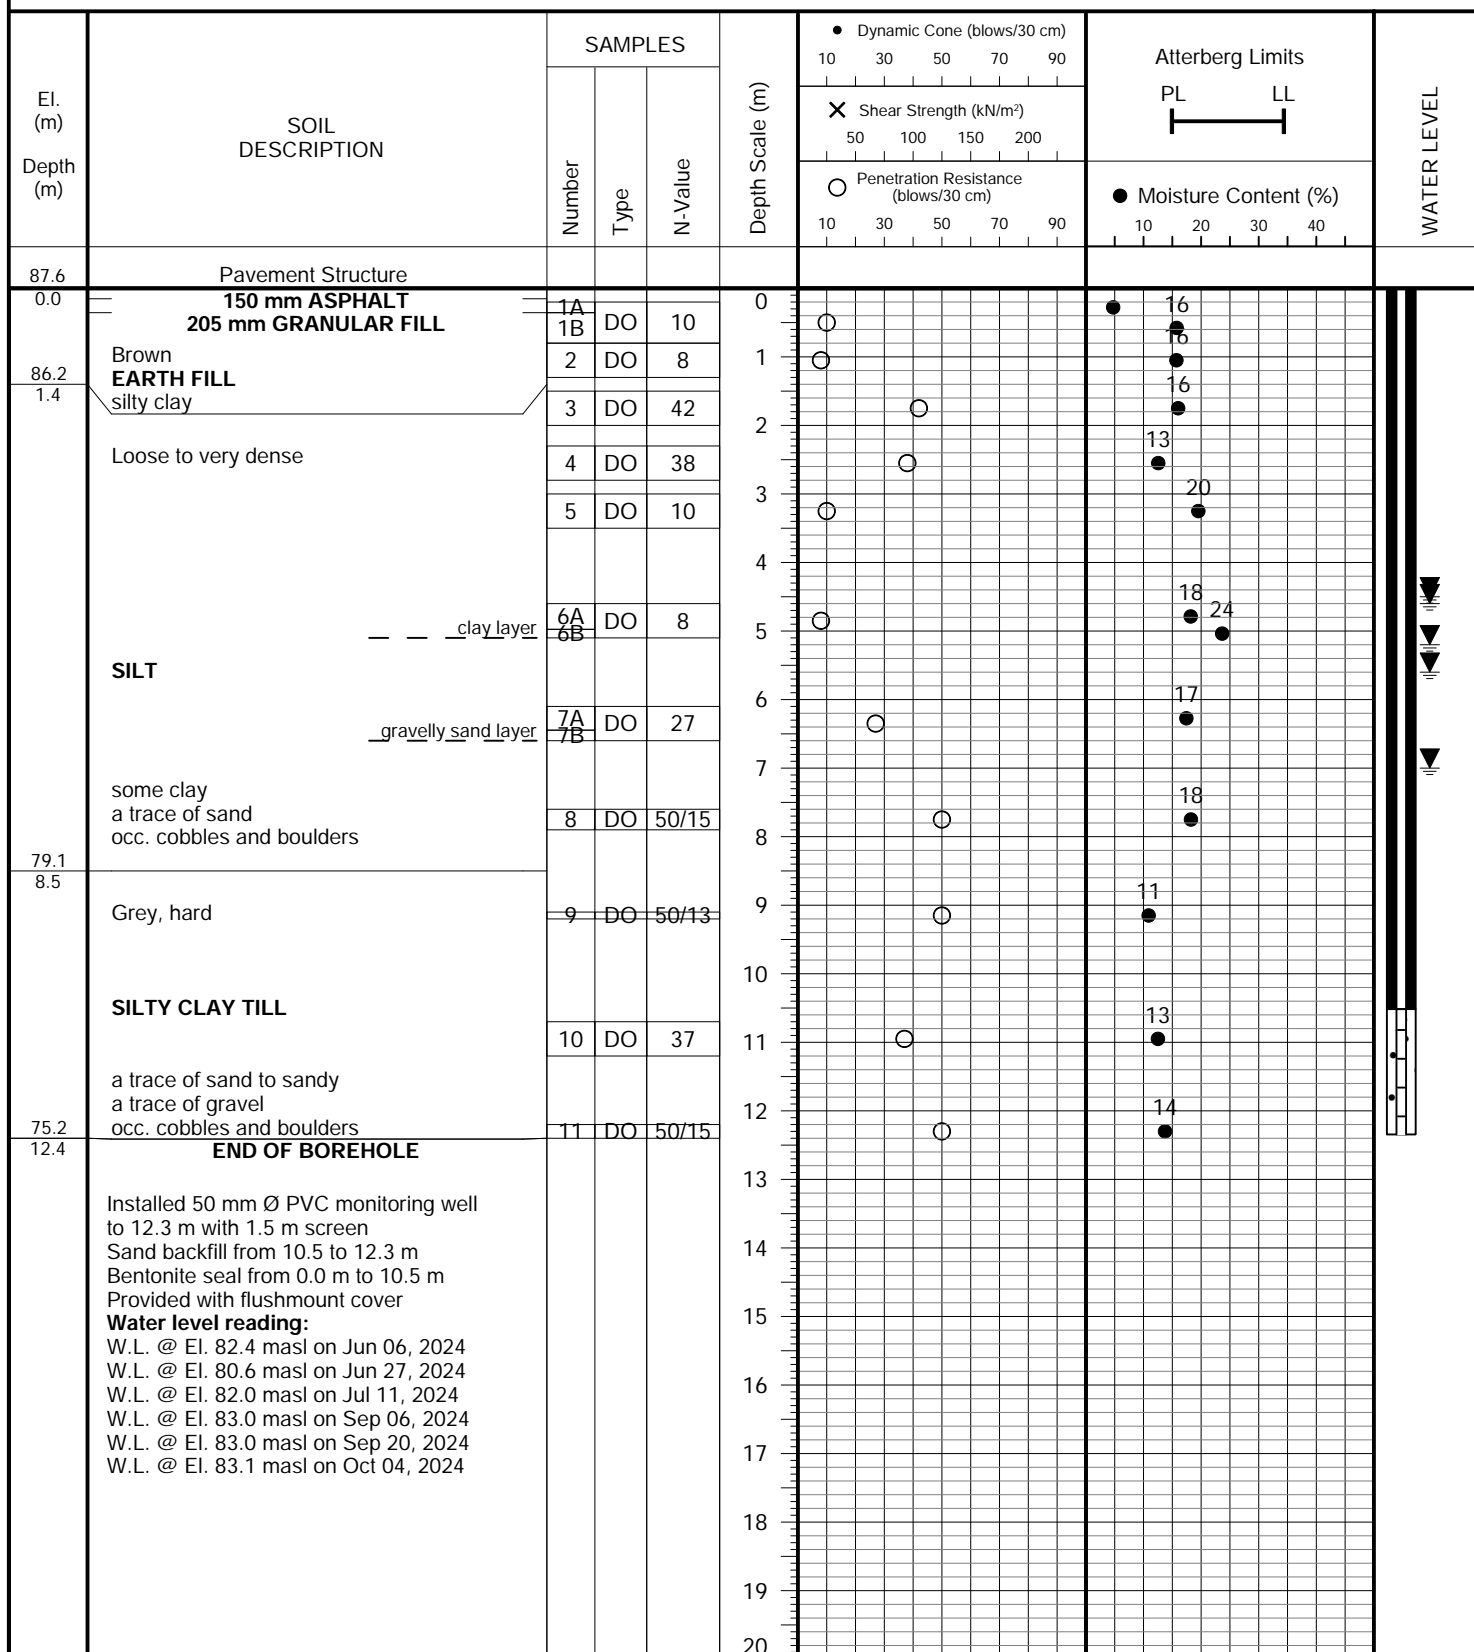 El.
(m)
Depth
(m)
SOIL
DESCRIPTION
SAMPLES
Number
Type
N-Value
Depth Scale (m)
● Dynamic Cone (blows/30 cm)
10 30 50 70 90
✕ Shear Strength (kN/m²)
50 100 150 200
○ Penetration Resistance
(blows/30 cm)
10 30 50 70 90
Atterberg Limits
PL LL
● Moisture Content (%)
10 20 30 40
WATER LEVEL
87.6 Pavement Structure
0.0 150 mm ASPHALT
205 mm GRANULAR FILL
1A
1B DO 10
0
16
Brown
2 DO 8
1
16
86.2 EARTH FILL
1.4 silty clay
3 DO 42
16
2
Loose to very dense
4 DO 38
13
3
5 DO 10
20
4
clay layer
6A
6B DO 8
18
24
5
SILT
6
gravelly sand layer
7A
7B DO 27
17
7
some clay
a trace of sand
occ. cobbles and boulders
8 DO 50/15
18
8
79.1
8.5
Grey, hard
9 DO 50/13
11
9
10
SILTY CLAY TILL
10 DO 37
13
11
a trace of sand to sandy
a trace of gravel
occ. cobbles and boulders
12
11 DO 50/15
14
75.2
12.4 END OF BOREHOLE
13
Installed 50 mm Ø PVC monitoring well
to 12.3 m with 1.5 m screen
Sand backfill from 10.5 to 12.3 m
14
Bentonite seal from 0.0 m to 10.5 m
Provided with flushmount cover
15
Water level reading:
W.L. @ El. 82.4 masl on Jun 06, 2024
W.L. @ El. 80.6 masl on Jun 27, 2024
16
W.L. @ El. 82.0 masl on Jul 11, 2024
W.L. @ El. 83.0 masl on Sep 06, 2024
W.L. @ El. 83.0 masl on Sep 20, 2024
17
W.L. @ El. 83.1 masl on Oct 04, 2024
18
19
20